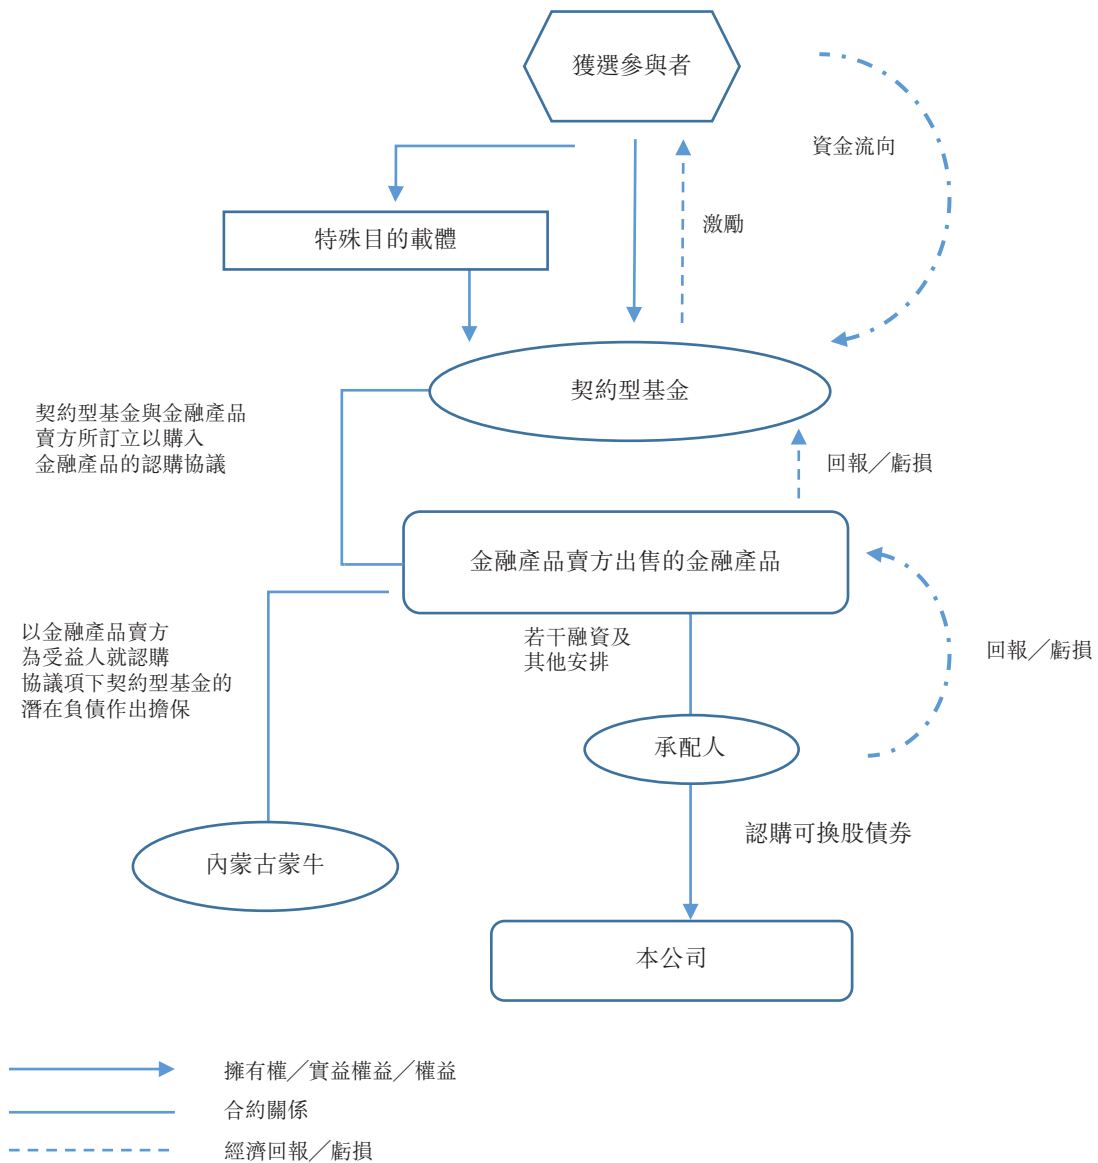 獲選參與者
資金流向
激勵
特殊目的載體
契約型基金
契約型基金與金融產品
賣方所訂立以購入
金融產品的認購協議
回報╱虧損
金融產品賣方出售的金融產品
以金融產品賣方
為受益人就認購
協議項下契約型基金的
潛在負債作出擔保
若干融資及
其他安排
回報╱虧損
承配人
認購可換股債券
內蒙古蒙牛
本公司
擁有權╱實益權益╱權益
合約關係
經濟回報╱虧損